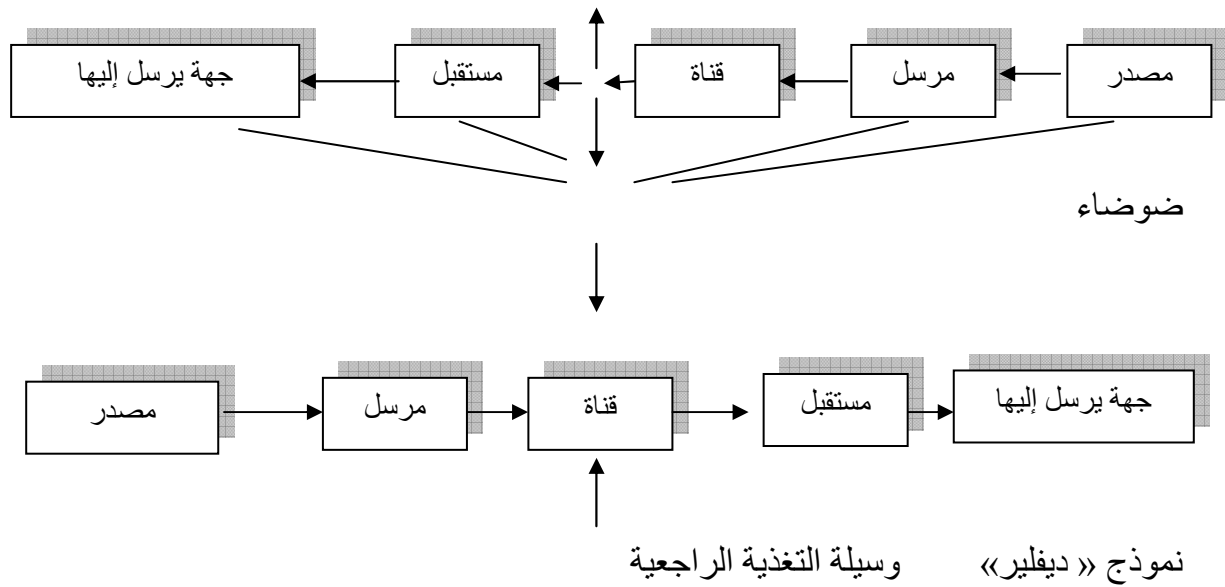 مصدر مرسل قناة مستقبل جهة يرسل إليها
ضوضاء
جهة يرسل إليها مستقبل قناة مرسل مصدر
نموذج « ديفلير» وسيلة التغذية الراجعية